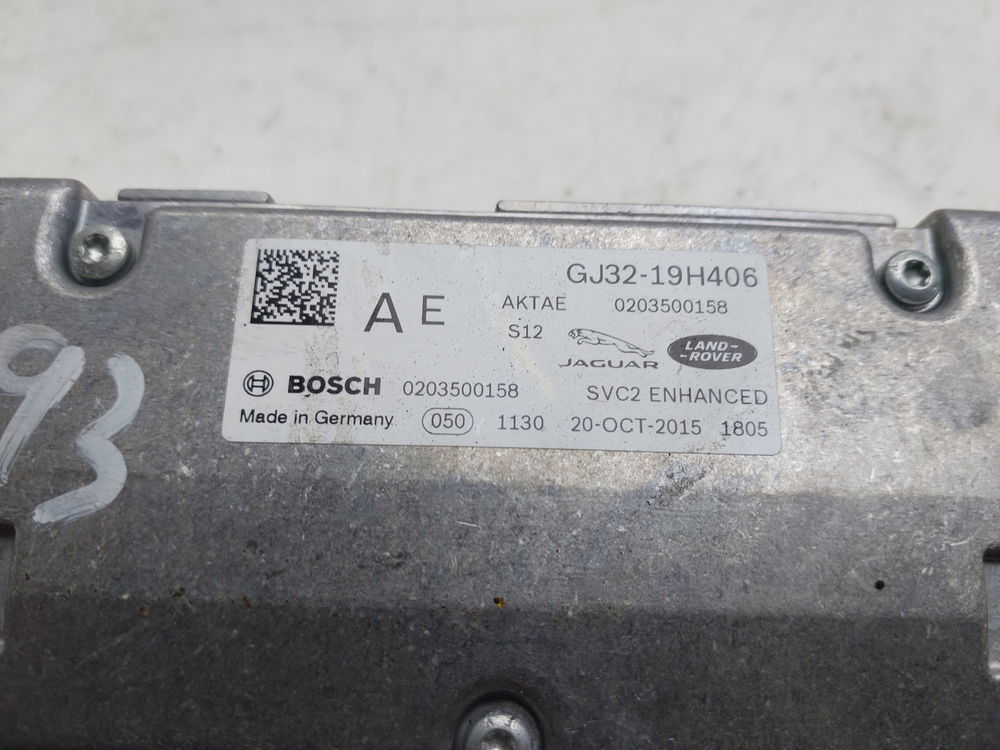 GJ32-19H406
A E
AKTAE 0203500158
S12 JAGUAR LAND-ROVER
BOSCH 0203500158 SVC2 ENHANCED
Made in Germany 050 1130 20-OCT-2015 1805
93